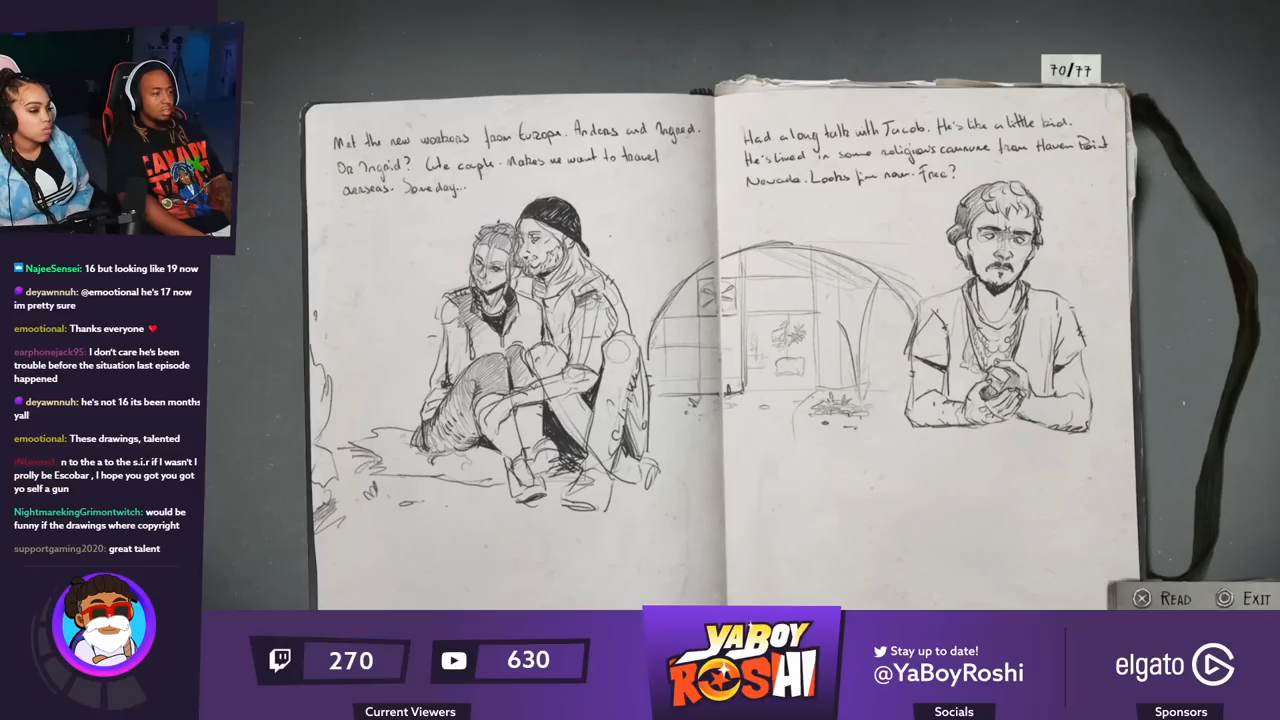 70/77
Met the new workers from Europe. Anders and Ingrid.
Or Ingrid? Cute couple. Makes me want to travel
overseas. Someday...
Had a long talk with Jacob. He's like a little kid.
He's lived in some religious commune from Haven Point
Nevada. Looks fine now. Free?
NajeeSensei: 16 but looking like 19 now
deyawnnuh: @emootional he's 17 now
im pretty sure
emootional: Thanks everyone
earphonejack95: I don't care he's been
trouble before the situation last episode
happened
deyawnnuh: he's not 16 its been months
yall
emootional: These drawings, talented
n to the a to the s.i.r if I wasn't I
prolly be Escobar , I hope you got you got
yo self a gun
NightmarekingGrimontwitch: would be
funny if the drawings where copyright
supportgaming2020: great talent
READ EXIT
270
630
Current Viewers
YABOY
ROSHI
Stay up to date!
@YaBoyRoshi
Socials
elgato
Sponsors